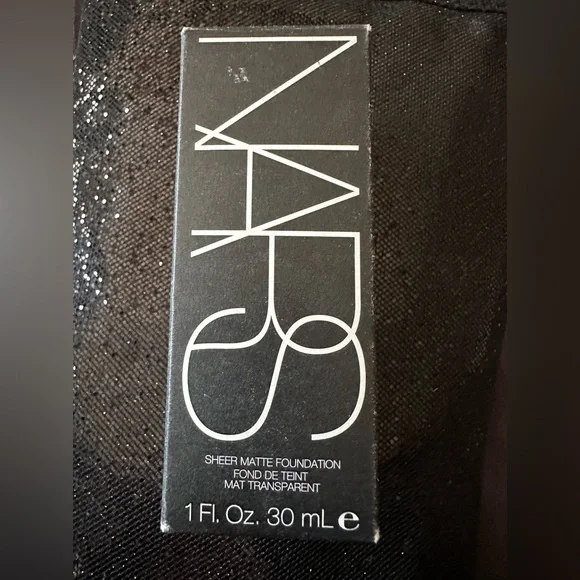 NARS
SHEER MATTE FOUNDATION
FOND DE TEINT
MAT TRANSPARENT
1 Fl. Oz. 30 mL ℮